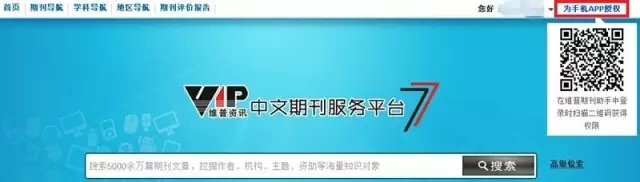 首页 期刊导航 学科导航 地区导航 期刊评价报告
您好 为手机APP授权
在维普期刊助手中登
录时扫描二维码获得
权限
VIP 维普资讯 中文期刊服务平台 7
搜索5000余万篇期刊文章，挖掘作者、机构、主题、资助等海量知识对象 搜索 高级检索